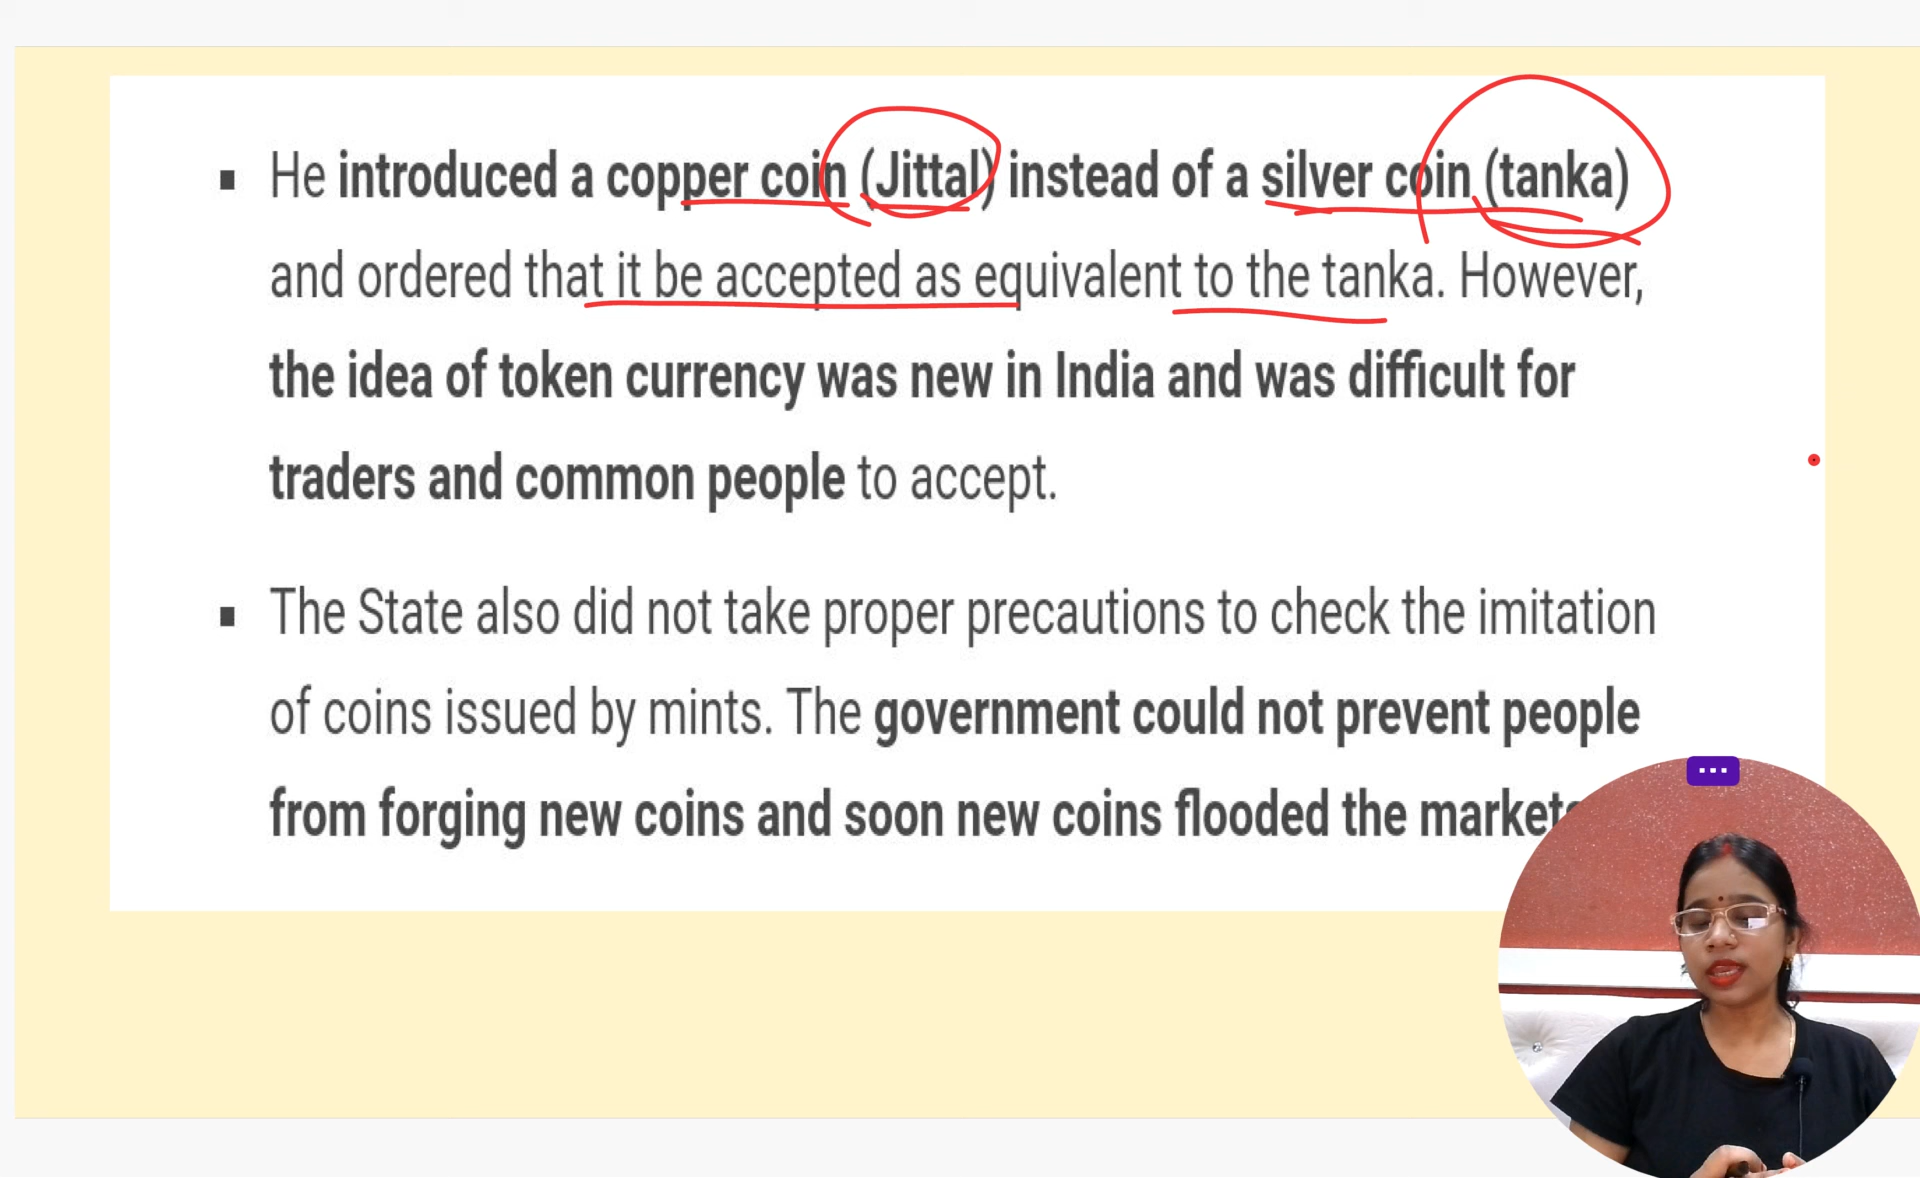 ▪ He introduced a copper coin (Jittal) instead of a silver coin (tanka)
and ordered that it be accepted as equivalent to the tanka. However,
the idea of token currency was new in India and was difficult for
traders and common people to accept.
▪ The State also did not take proper precautions to check the imitation
of coins issued by mints. The government could not prevent people
from forging new coins and soon new coins flooded the markets